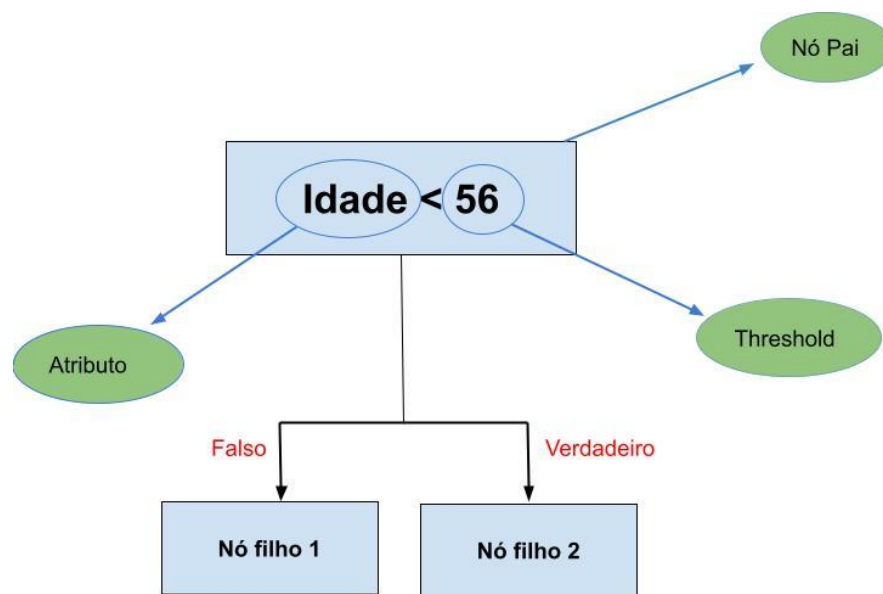 Nó Pai
Idade < 56
Atributo
Threshold
Falso
Verdadeiro
Nó filho 1
Nó filho 2